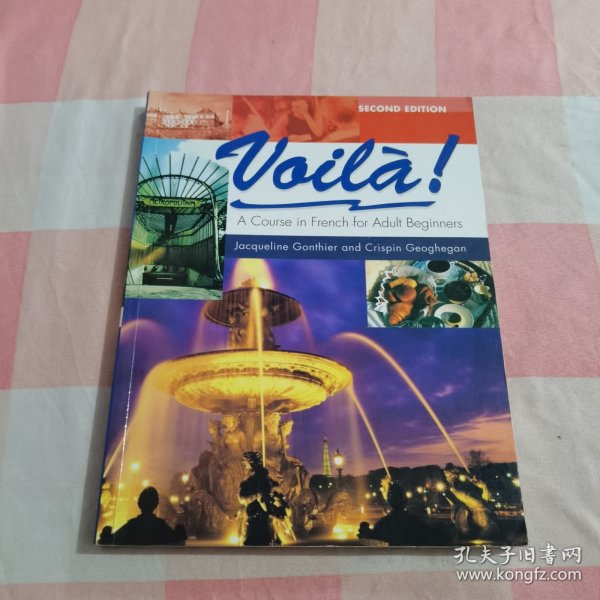 SECOND EDITION
Voilà!
A Course in French for Adult Beginners
Jacqueline Gonthier and Crispin Geoghegan
METROPOLITAIN
孔夫子旧书网
www.kongfz.com